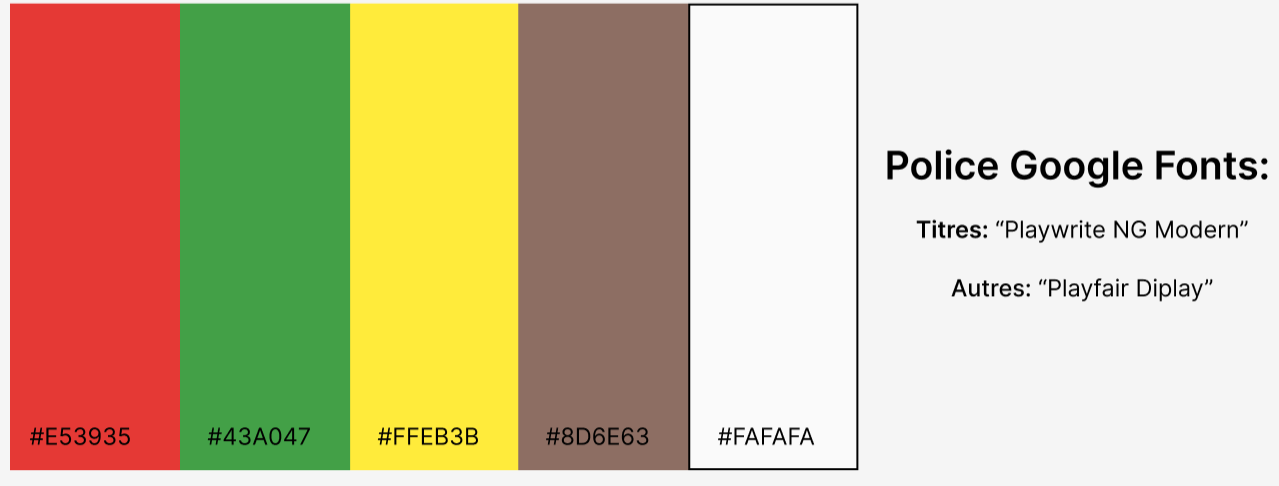 #E53935
#43A047
#FFEB3B
#8D6E63
#FAFAFA
Police Google Fonts:
Titres: “Playwrite NG Modern”
Autres: “Playfair Diplay”